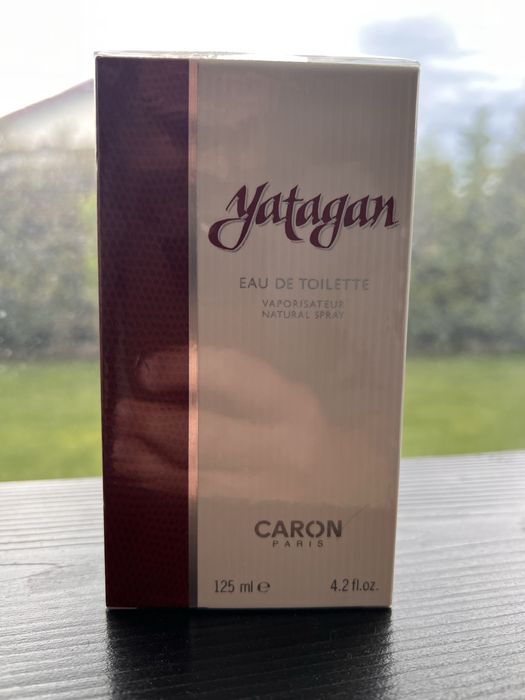 Yatagan
EAU DE TOILETTE
VAPORISATEUR
NATURAL SPRAY
CARON
PARIS
125 ml ℮ 4.2 fl.oz.